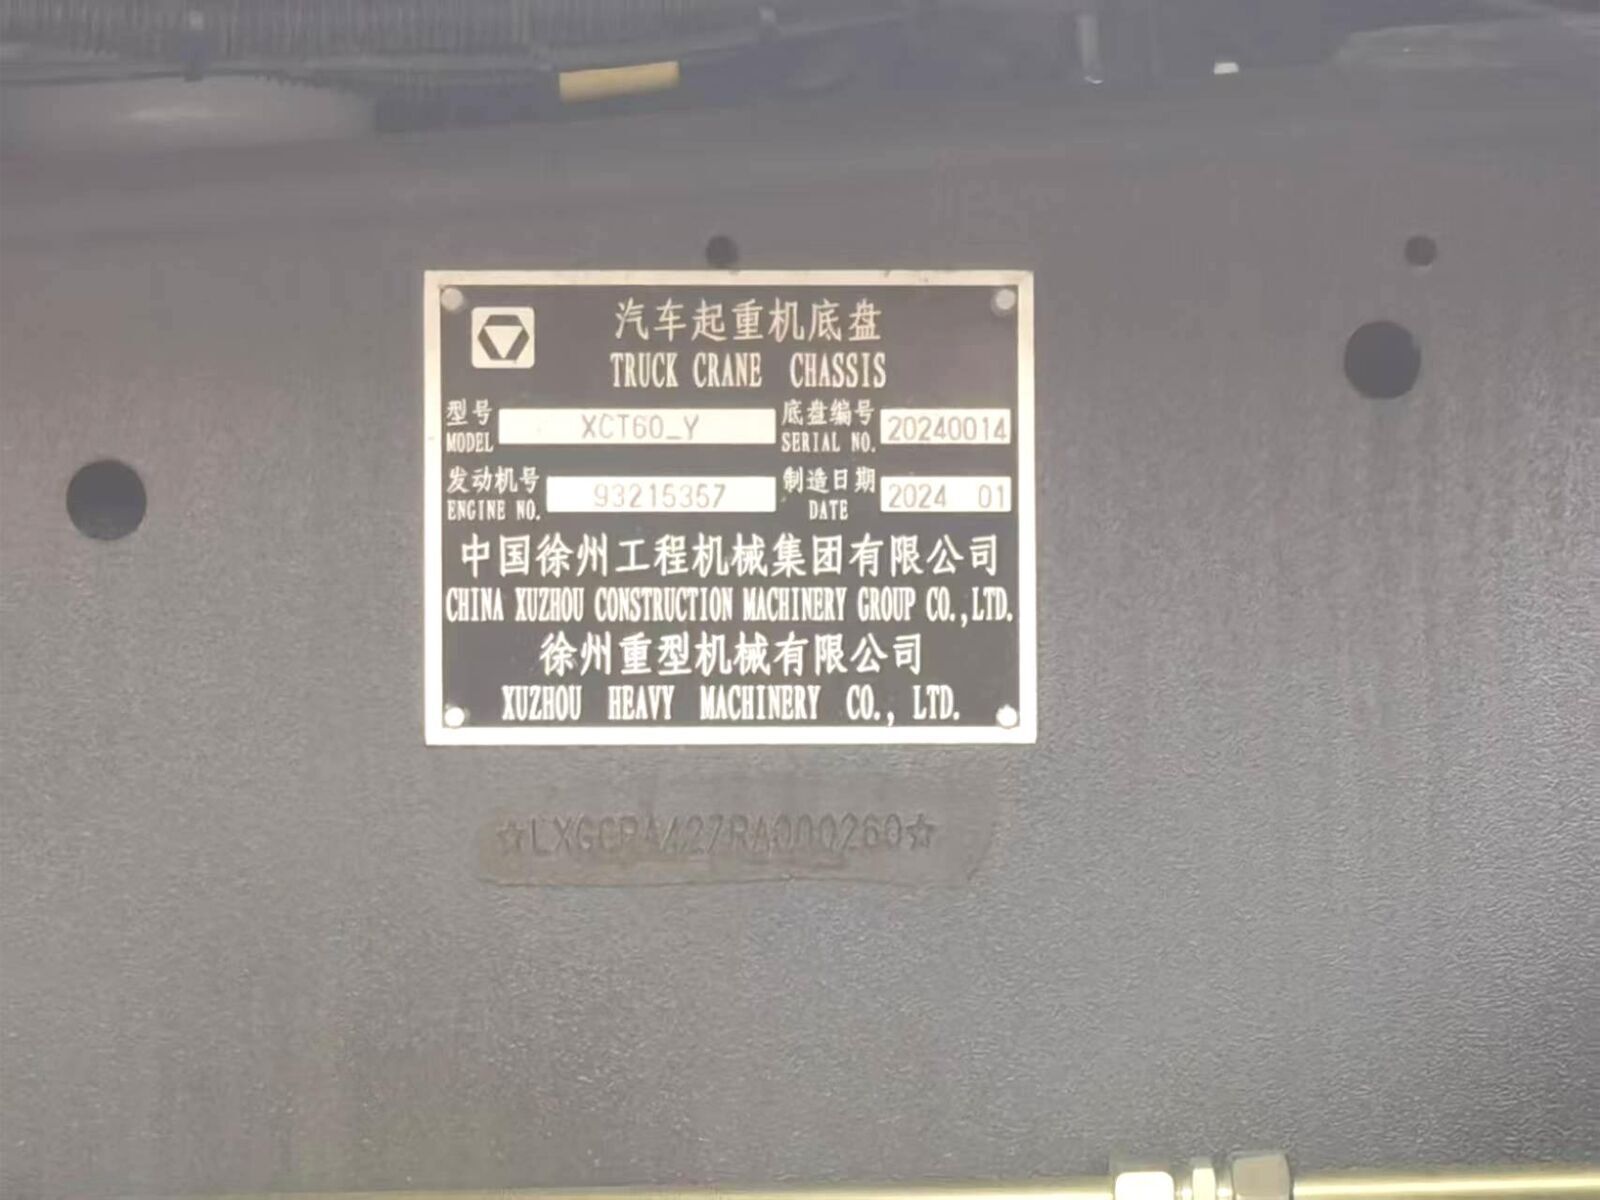 汽车起重机底盘
TRUCK CRANE CHASSIS
型号 XCT60_Y 底盘编号 20240014
MODEL SERIAL NO.
发动机号 93215357 制造日期 2024 01
ENGINE NO. DATE
中国徐州工程机械集团有限公司
CHINA XUZHOU CONSTRUCTION MACHINERY GROUP CO.,LTD.
徐州重型机械有限公司
XUZHOU HEAVY MACHINERY CO., LTD.